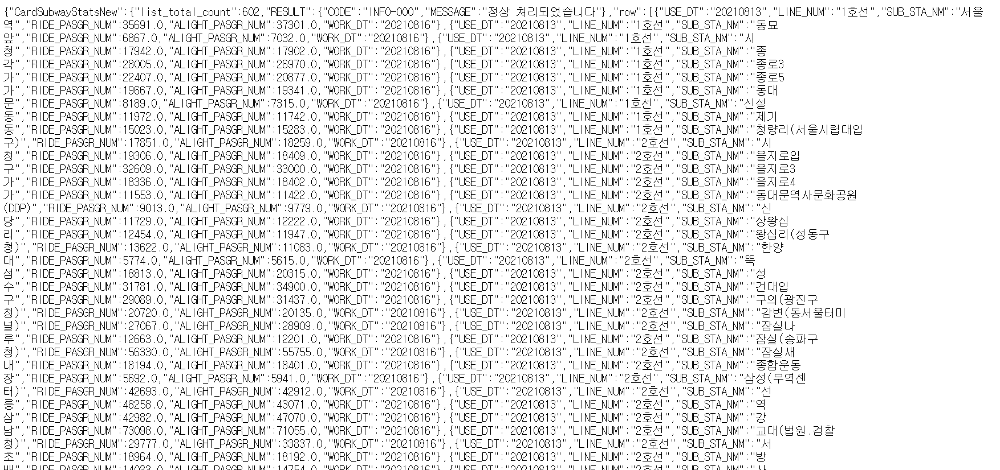 {"CardSubwayStatsNew":{"list_total_count":602,"RESULT":{"CODE":"INFO-000","MESSAGE":"정상 처리되었습니다"},"row":[{"USE_DT":"20210813","LINE_NUM":"1호선","SUB_STA_NM":"서울
역","RIDE_PASGR_NUM":35691.0,"ALIGHT_PASGR_NUM":37301.0,"WORK_DT":"20210816"},{"USE_DT":"20210813","LINE_NUM":"1호선","SUB_STA_NM":"동묘
앞","RIDE_PASGR_NUM":6867.0,"ALIGHT_PASGR_NUM":7032.0,"WORK_DT":"20210816"},{"USE_DT":"20210813","LINE_NUM":"1호선","SUB_STA_NM":"시
청","RIDE_PASGR_NUM":17942.0,"ALIGHT_PASGR_NUM":17902.0,"WORK_DT":"20210816"},{"USE_DT":"20210813","LINE_NUM":"1호선","SUB_STA_NM":"종
각","RIDE_PASGR_NUM":28005.0,"ALIGHT_PASGR_NUM":26970.0,"WORK_DT":"20210816"},{"USE_DT":"20210813","LINE_NUM":"1호선","SUB_STA_NM":"종로3
가","RIDE_PASGR_NUM":22407.0,"ALIGHT_PASGR_NUM":20877.0,"WORK_DT":"20210816"},{"USE_DT":"20210813","LINE_NUM":"1호선","SUB_STA_NM":"종로5
가","RIDE_PASGR_NUM":19667.0,"ALIGHT_PASGR_NUM":19341.0,"WORK_DT":"20210816"},{"USE_DT":"20210813","LINE_NUM":"1호선","SUB_STA_NM":"동대
문","RIDE_PASGR_NUM":8189.0,"ALIGHT_PASGR_NUM":7315.0,"WORK_DT":"20210816"},{"USE_DT":"20210813","LINE_NUM":"1호선","SUB_STA_NM":"신설
동","RIDE_PASGR_NUM":11972.0,"ALIGHT_PASGR_NUM":11742.0,"WORK_DT":"20210816"},{"USE_DT":"20210813","LINE_NUM":"1호선","SUB_STA_NM":"제기
동","RIDE_PASGR_NUM":15023.0,"ALIGHT_PASGR_NUM":15283.0,"WORK_DT":"20210816"},{"USE_DT":"20210813","LINE_NUM":"1호선","SUB_STA_NM":"청량리(서울시립대입
구)","RIDE_PASGR_NUM":17851.0,"ALIGHT_PASGR_NUM":18259.0,"WORK_DT":"20210816"},{"USE_DT":"20210813","LINE_NUM":"2호선","SUB_STA_NM":"시
청","RIDE_PASGR_NUM":19306.0,"ALIGHT_PASGR_NUM":18409.0,"WORK_DT":"20210816"},{"USE_DT":"20210813","LINE_NUM":"2호선","SUB_STA_NM":"을지로입
구","RIDE_PASGR_NUM":32609.0,"ALIGHT_PASGR_NUM":33000.0,"WORK_DT":"20210816"},{"USE_DT":"20210813","LINE_NUM":"2호선","SUB_STA_NM":"을지로3
가","RIDE_PASGR_NUM":18336.0,"ALIGHT_PASGR_NUM":18402.0,"WORK_DT":"20210816"},{"USE_DT":"20210813","LINE_NUM":"2호선","SUB_STA_NM":"을지로4
가","RIDE_PASGR_NUM":11553.0,"ALIGHT_PASGR_NUM":11422.0,"WORK_DT":"20210816"},{"USE_DT":"20210813","LINE_NUM":"2호선","SUB_STA_NM":"동대문역사문화공원
(DDP)","RIDE_PASGR_NUM":9013.0,"ALIGHT_PASGR_NUM":9779.0,"WORK_DT":"20210816"},{"USE_DT":"20210813","LINE_NUM":"2호선","SUB_STA_NM":"신
당","RIDE_PASGR_NUM":11729.0,"ALIGHT_PASGR_NUM":12222.0,"WORK_DT":"20210816"},{"USE_DT":"20210813","LINE_NUM":"2호선","SUB_STA_NM":"상왕십
리","RIDE_PASGR_NUM":12454.0,"ALIGHT_PASGR_NUM":11947.0,"WORK_DT":"20210816"},{"USE_DT":"20210813","LINE_NUM":"2호선","SUB_STA_NM":"왕십리(성동구
청)","RIDE_PASGR_NUM":13622.0,"ALIGHT_PASGR_NUM":11083.0,"WORK_DT":"20210816"},{"USE_DT":"20210813","LINE_NUM":"2호선","SUB_STA_NM":"한양
대","RIDE_PASGR_NUM":5774.0,"ALIGHT_PASGR_NUM":5615.0,"WORK_DT":"20210816"},{"USE_DT":"20210813","LINE_NUM":"2호선","SUB_STA_NM":"뚝
섬","RIDE_PASGR_NUM":18813.0,"ALIGHT_PASGR_NUM":20315.0,"WORK_DT":"20210816"},{"USE_DT":"20210813","LINE_NUM":"2호선","SUB_STA_NM":"성
수","RIDE_PASGR_NUM":31781.0,"ALIGHT_PASGR_NUM":34900.0,"WORK_DT":"20210816"},{"USE_DT":"20210813","LINE_NUM":"2호선","SUB_STA_NM":"건대입
구","RIDE_PASGR_NUM":29089.0,"ALIGHT_PASGR_NUM":31437.0,"WORK_DT":"20210816"},{"USE_DT":"20210813","LINE_NUM":"2호선","SUB_STA_NM":"구의(광진구
청)","RIDE_PASGR_NUM":20720.0,"ALIGHT_PASGR_NUM":20135.0,"WORK_DT":"20210816"},{"USE_DT":"20210813","LINE_NUM":"2호선","SUB_STA_NM":"강변(동서울터미
널)","RIDE_PASGR_NUM":27067.0,"ALIGHT_PASGR_NUM":28909.0,"WORK_DT":"20210816"},{"USE_DT":"20210813","LINE_NUM":"2호선","SUB_STA_NM":"잠실나
루","RIDE_PASGR_NUM":12663.0,"ALIGHT_PASGR_NUM":12201.0,"WORK_DT":"20210816"},{"USE_DT":"20210813","LINE_NUM":"2호선","SUB_STA_NM":"잠실(송파구
청)","RIDE_PASGR_NUM":56330.0,"ALIGHT_PASGR_NUM":55755.0,"WORK_DT":"20210816"},{"USE_DT":"20210813","LINE_NUM":"2호선","SUB_STA_NM":"잠실새
내","RIDE_PASGR_NUM":18194.0,"ALIGHT_PASGR_NUM":18401.0,"WORK_DT":"20210816"},{"USE_DT":"20210813","LINE_NUM":"2호선","SUB_STA_NM":"종합운동
장","RIDE_PASGR_NUM":5692.0,"ALIGHT_PASGR_NUM":5941.0,"WORK_DT":"20210816"},{"USE_DT":"20210813","LINE_NUM":"2호선","SUB_STA_NM":"삼성(무역센
터)","RIDE_PASGR_NUM":42693.0,"ALIGHT_PASGR_NUM":42912.0,"WORK_DT":"20210816"},{"USE_DT":"20210813","LINE_NUM":"2호선","SUB_STA_NM":"선
릉","RIDE_PASGR_NUM":48258.0,"ALIGHT_PASGR_NUM":43071.0,"WORK_DT":"20210816"},{"USE_DT":"20210813","LINE_NUM":"2호선","SUB_STA_NM":"역
삼","RIDE_PASGR_NUM":42982.0,"ALIGHT_PASGR_NUM":47070.0,"WORK_DT":"20210816"},{"USE_DT":"20210813","LINE_NUM":"2호선","SUB_STA_NM":"강
남","RIDE_PASGR_NUM":73098.0,"ALIGHT_PASGR_NUM":71055.0,"WORK_DT":"20210816"},{"USE_DT":"20210813","LINE_NUM":"2호선","SUB_STA_NM":"교대(법원.검찰
청)","RIDE_PASGR_NUM":29777.0,"ALIGHT_PASGR_NUM":33837.0,"WORK_DT":"20210816"},{"USE_DT":"20210813","LINE_NUM":"2호선","SUB_STA_NM":"서
초","RIDE_PASGR_NUM":18964.0,"ALIGHT_PASGR_NUM":18192.0,"WORK_DT":"20210816"},{"USE_DT":"20210813","LINE_NUM":"2호선","SUB_STA_NM":"방
배","RIDE_PASGR_NUM":14033.0,"ALIGHT_PASGR_NUM":14754.0,"WORK_DT":"20210816"},{"USE_DT":"20210813","LINE_NUM":"2호선","SUB_STA_NM":"사